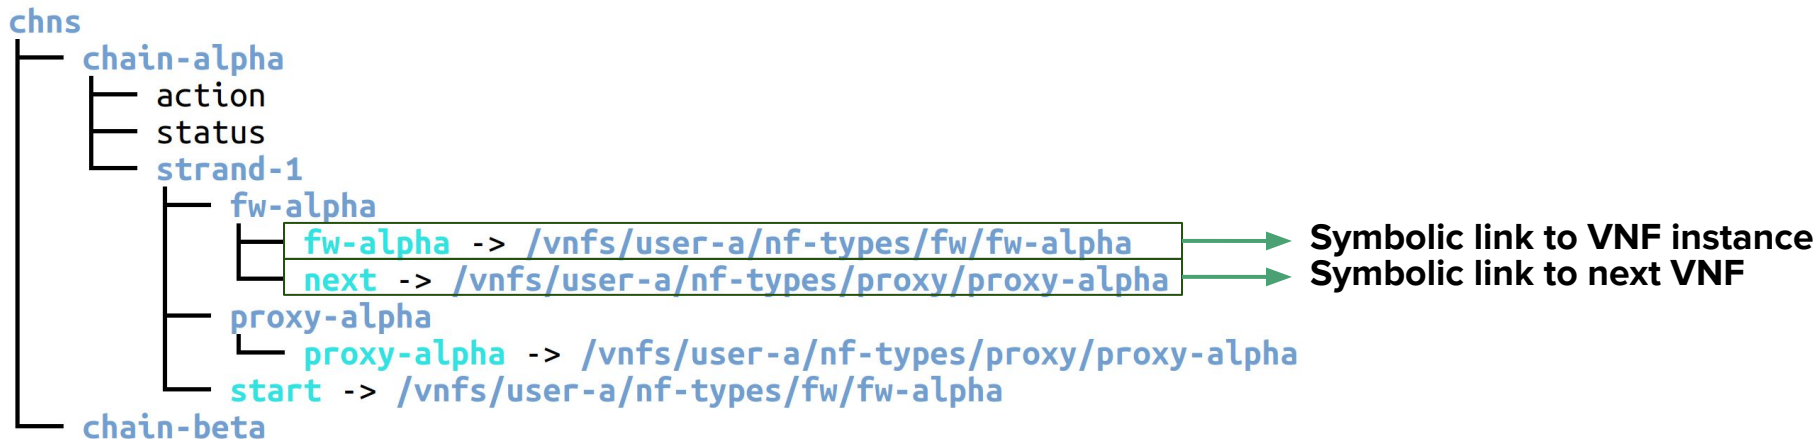 chns
chain-alpha
action
status
strand-1
fw-alpha
fw-alpha -> /vnfs/user-a/nf-types/fw/fw-alpha
Symbolic link to VNF instance
next -> /vnfs/user-a/nf-types/proxy/proxy-alpha
Symbolic link to next VNF
proxy-alpha
proxy-alpha -> /vnfs/user-a/nf-types/proxy/proxy-alpha
start -> /vnfs/user-a/nf-types/fw/fw-alpha
chain-beta